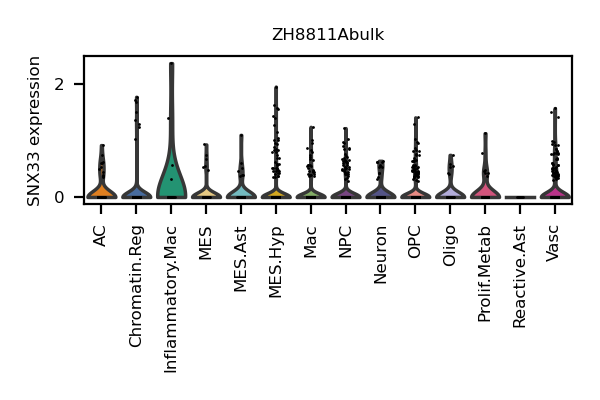 ZH8811Abulk
SNX33 expression
2
0
AC
Chromatin.Reg
Inflammatory.Mac
MES
MES.Ast
MES.Hyp
Mac
NPC
Neuron
OPC
Oligo
Prolif.Metab
Reactive.Ast
Vasc